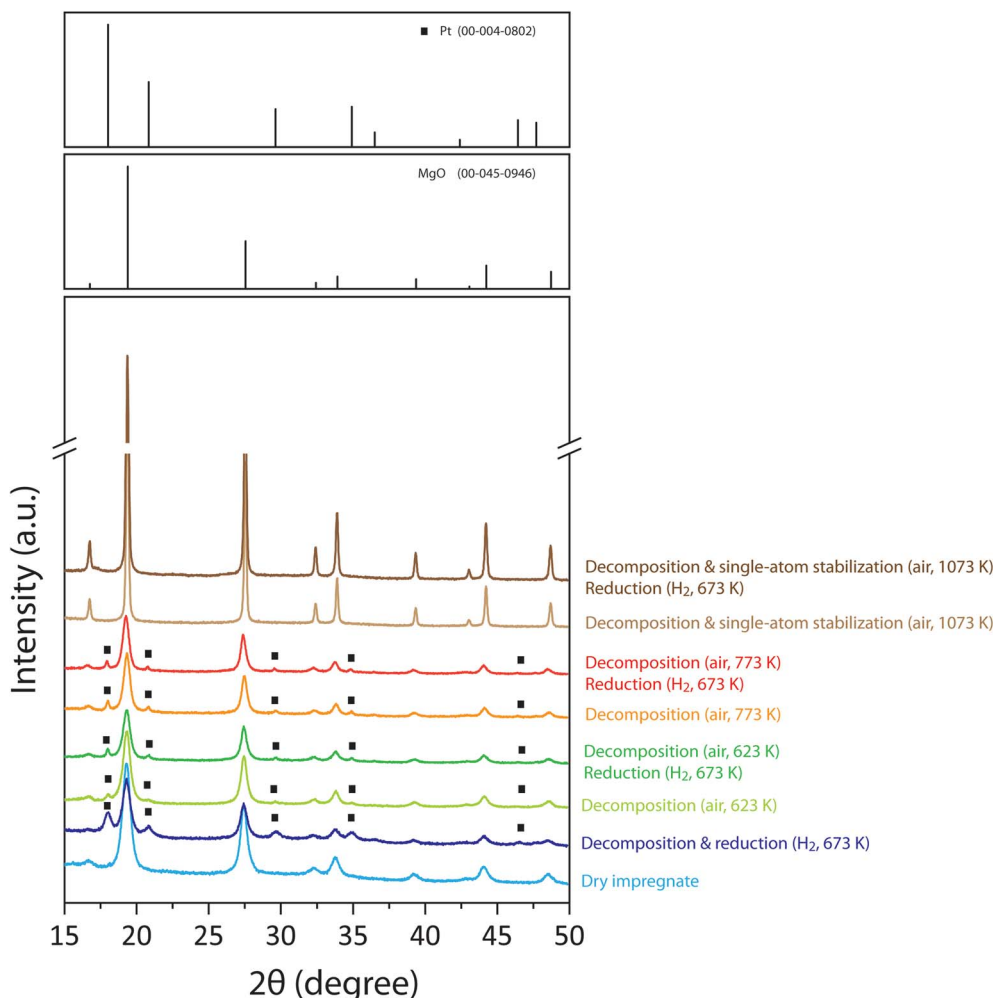 ■ Pt (00-004-0802)
MgO (00-045-0946)
Intensity (a.u.)
Decomposition & single-atom stabilization (air, 1073 K)
Reduction (H₂, 673 K)
Decomposition & single-atom stabilization (air, 1073 K)
Decomposition (air, 773 K)
Reduction (H₂, 673 K)
Decomposition (air, 773 K)
Decomposition (air, 623 K)
Reduction (H₂, 673 K)
Decomposition (air, 623 K)
Decomposition & reduction (H₂, 673 K)
Dry impregnate
15 20 25 30 35 40 45 50
2θ (degree)